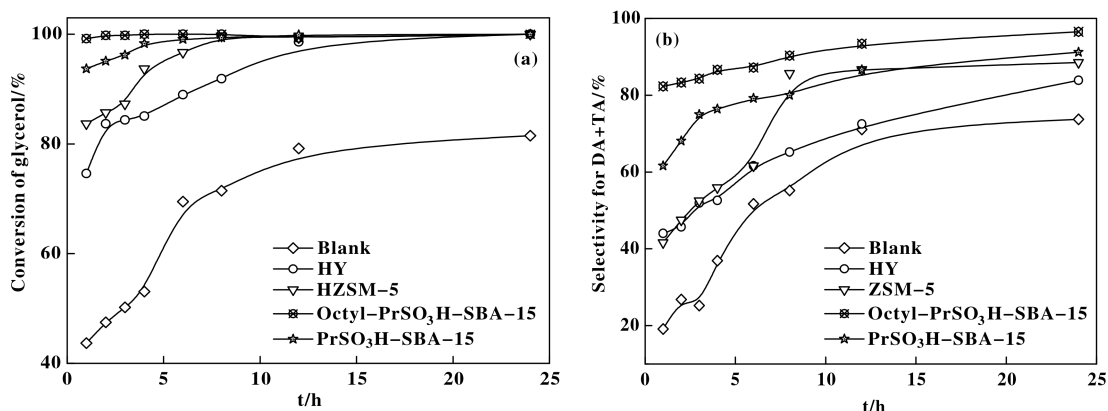 (a)
Conversion of glycerol/%
100
80
60
40
Blank
HY
HZSM-5
Octyl-PrSO₃H-SBA-15
PrSO₃H-SBA-15
0 5 10 15 20 25
t/h
(b)
Selectivity for DA+TA/%
120
100
80
60
40
20
Blank
HY
ZSM-5
Octyl-PrSO₃H-SBA-15
PrSO₃H-SBA-15
0 5 10 15 20 25
t/h